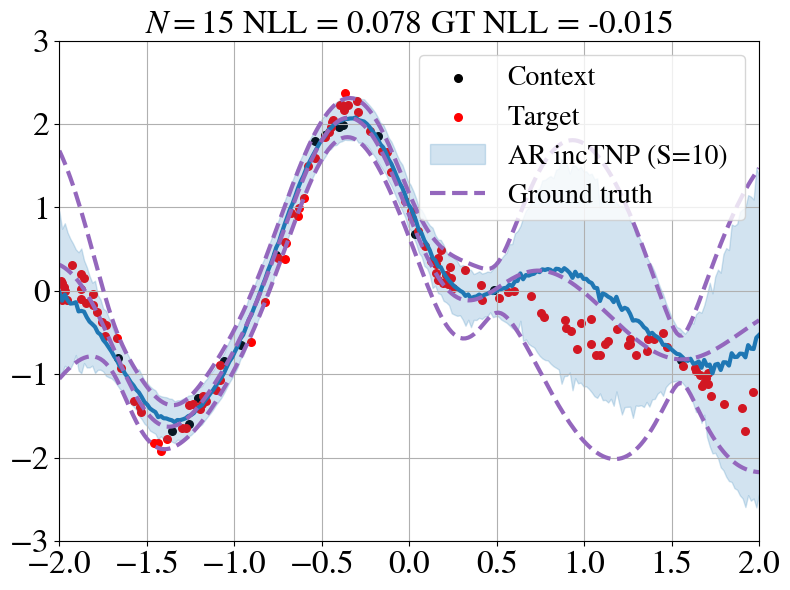 N = 15 NLL = 0.078 GT NLL = -0.015
3
2
1
0
−1
−2
−3
Context
Target
AR incTNP (S=10)
Ground truth
−2.0 −1.5 −1.0 −0.5 0.0 0.5 1.0 1.5 2.0